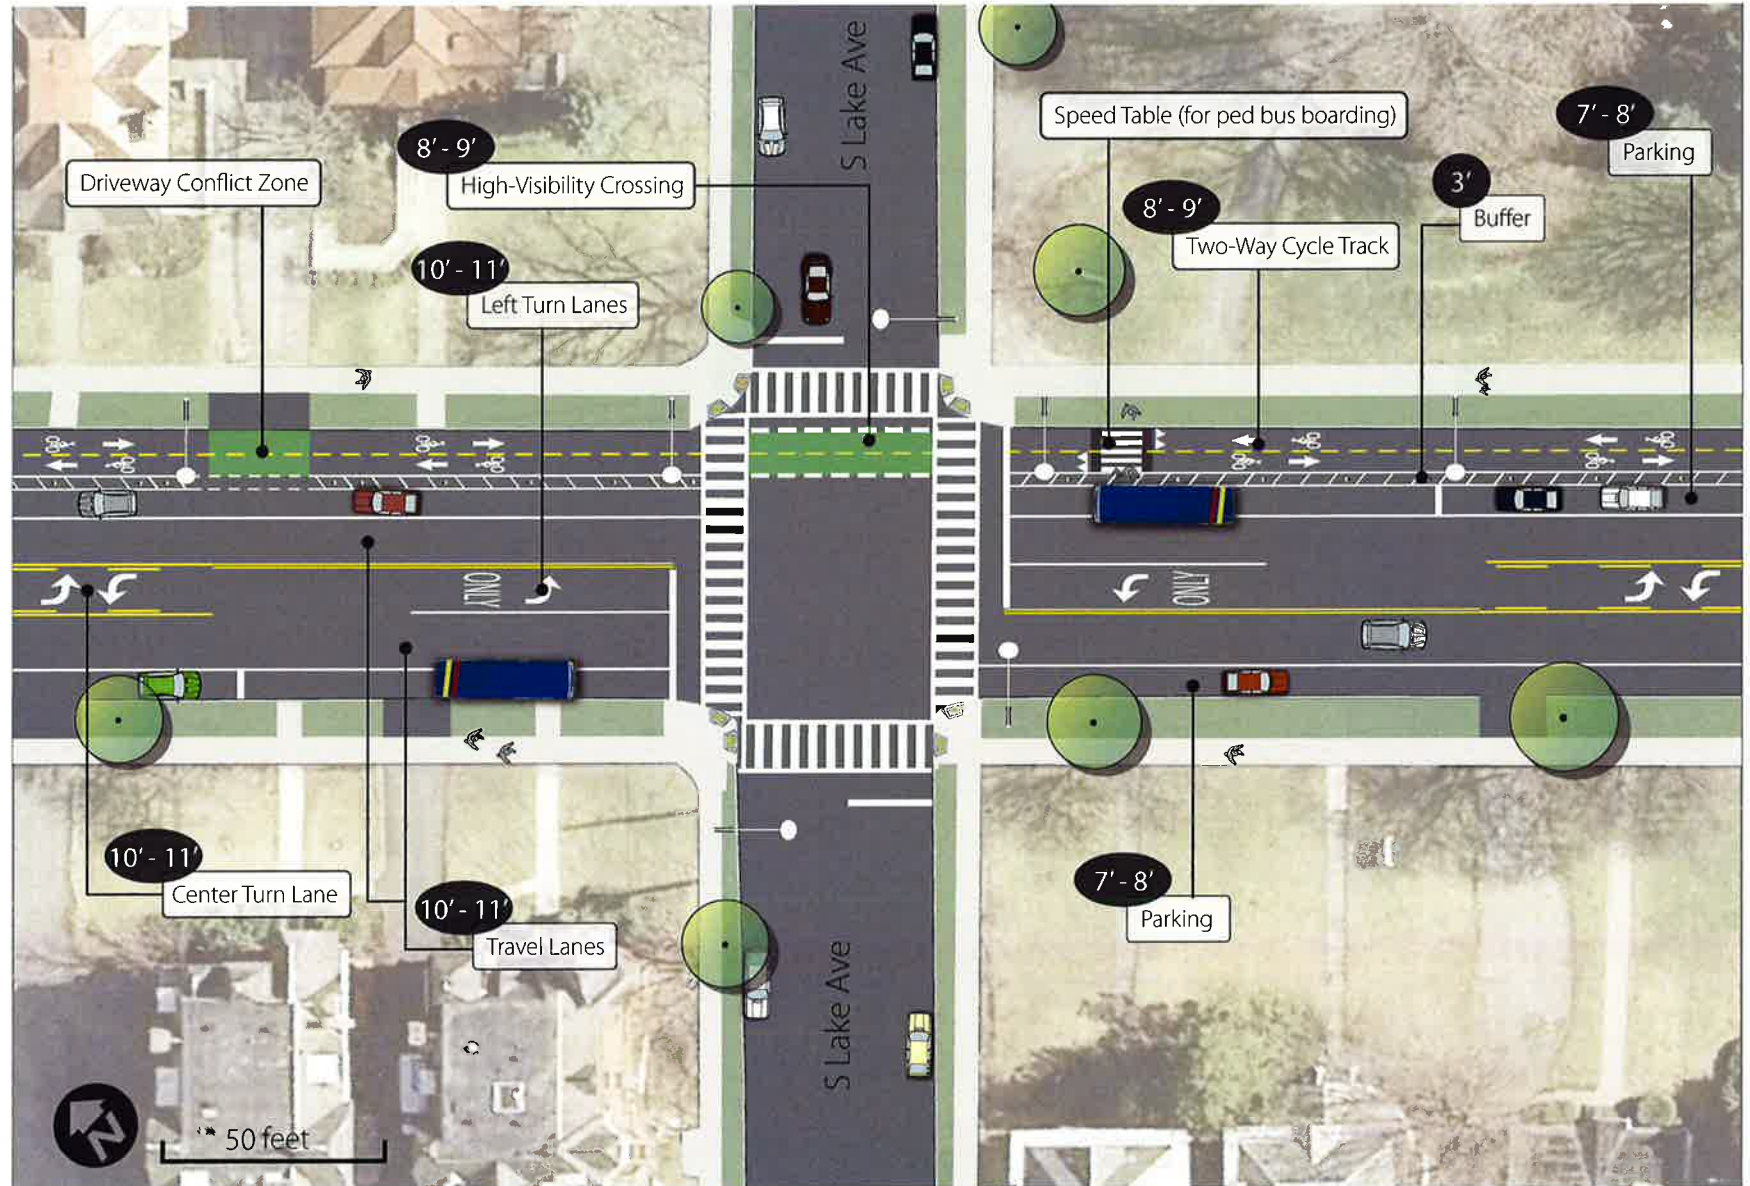 S Lake Ave
Speed Table (for ped bus boarding)
7' - 8'
Parking
8' - 9'
High-Visibility Crossing
Driveway Conflict Zone
3'
Buffer
8' - 9'
Two-Way Cycle Track
10' - 11'
Left Turn Lanes
ONLY
ONLY
10' - 11'
Center Turn Lane
10' - 11'
Travel Lanes
7' - 8'
Parking
S Lake Ave
N
50 feet